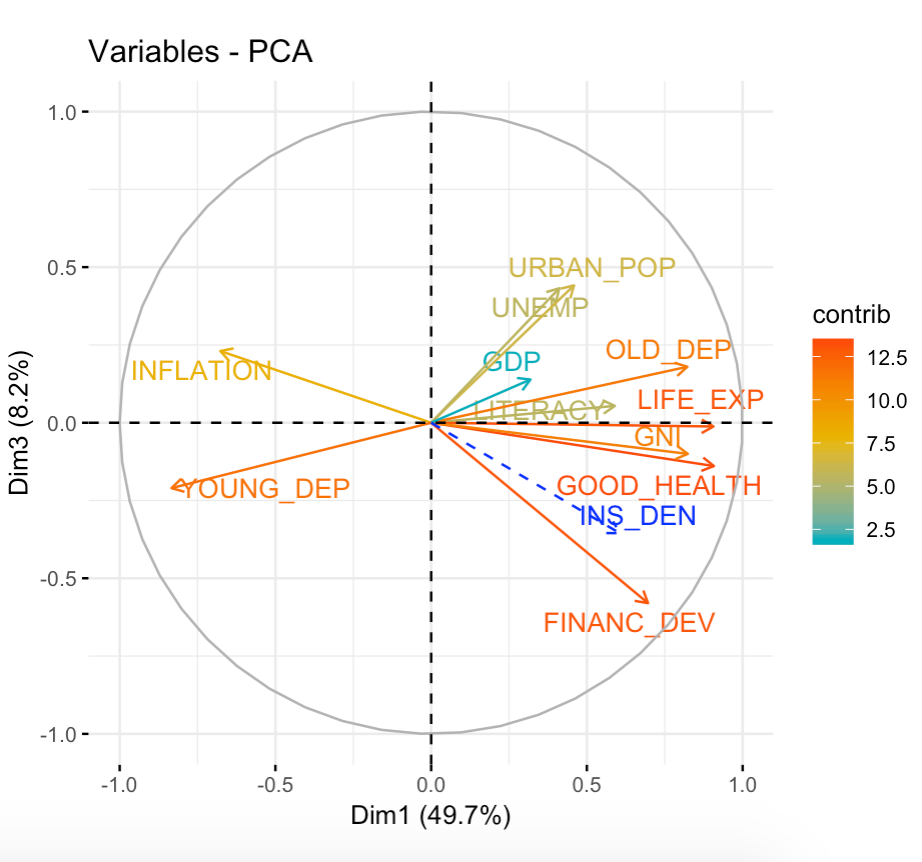 Variables - PCA
1.0
0.5
0.0
-0.5
-1.0
Dim3 (8.2%)
URBAN_POP
UNEMP
OLD_DEP
GDP
INFLATION
LIFE_EXP
LITERACY
GNI
YOUNG_DEP
GOOD_HEALTH
INS_DEN
FINANC_DEV
-1.0
-0.5
0.0
0.5
1.0
Dim1 (49.7%)
contrib
12.5
10.0
7.5
5.0
2.5